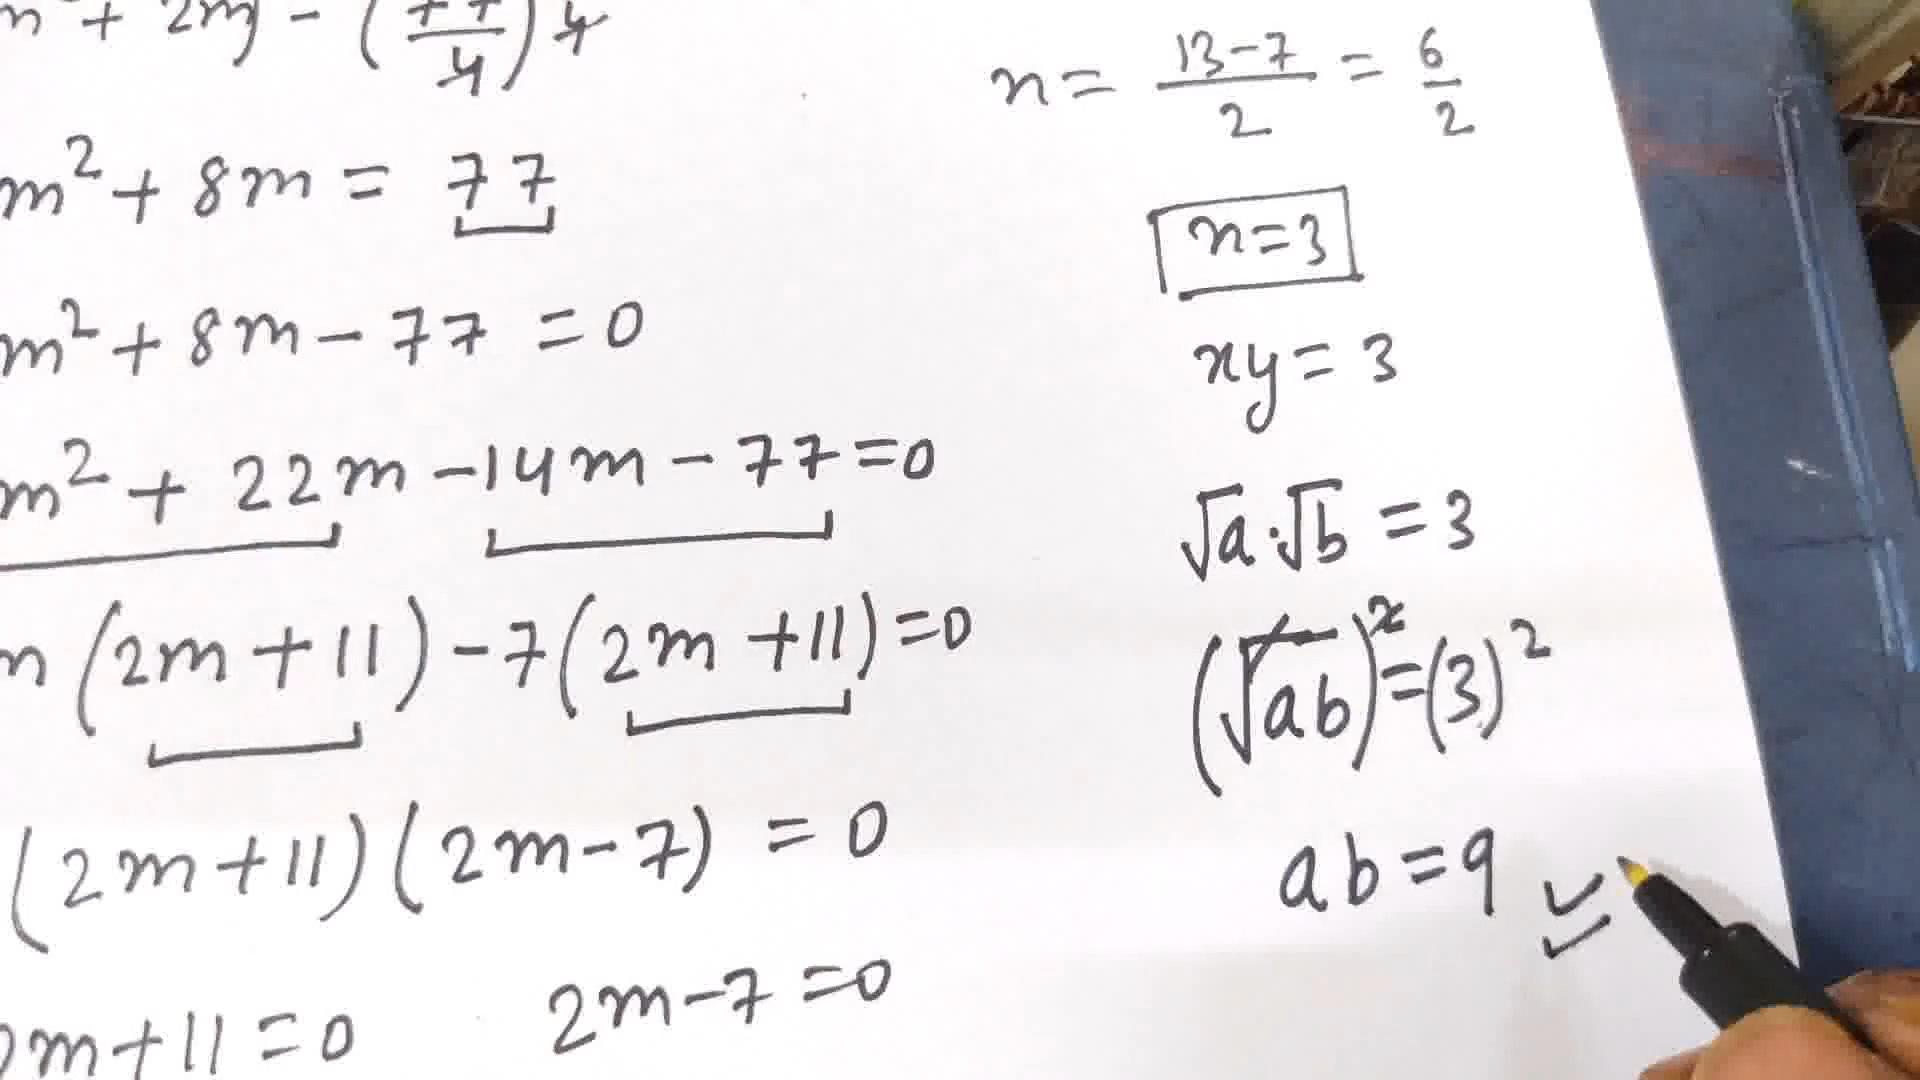 m² + 8m = 77
m² + 8m - 77 = 0
m² + 22m - 14m - 77 = 0
(2m + 11) - 7(2m + 11) = 0
(2m + 11)(2m - 7) = 0
m + 11 = 0
2m - 7 = 0
n = 13-7/2 = 6/2
n = 3
xy = 3
√a·√b = 3
(√ab)² = (3)²
ab = 9